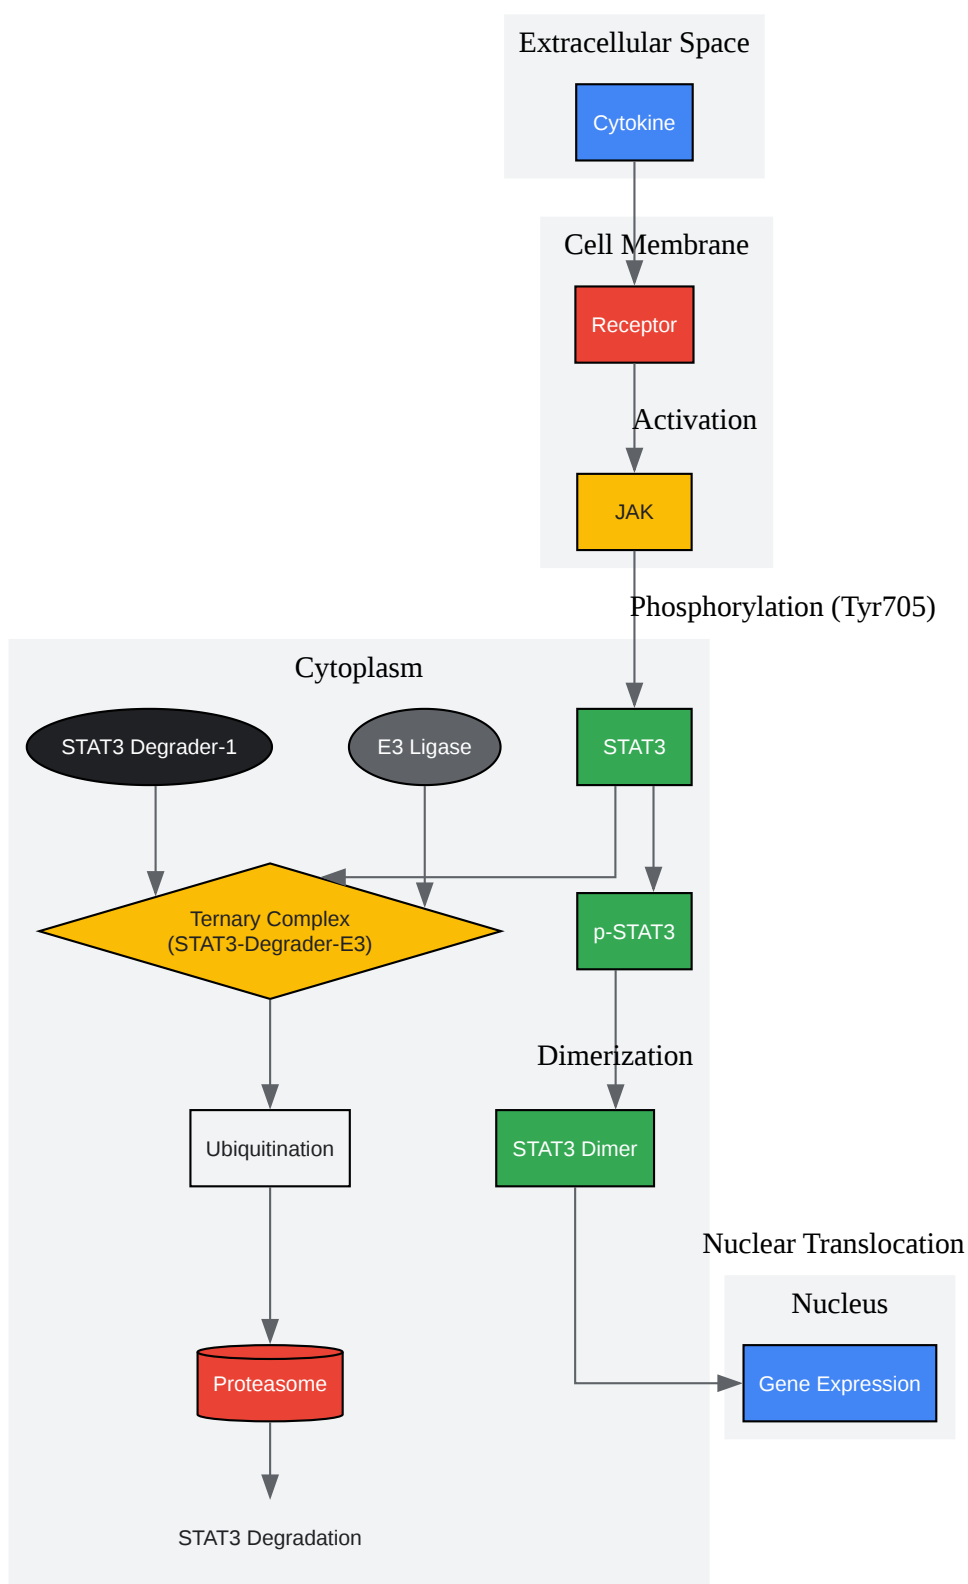 Extracellular Space
Cytokine
Cell Membrane
Receptor
Activation
JAK
Phosphorylation (Tyr705)
Cytoplasm
STAT3 Degrader-1
E3 Ligase
STAT3
Ternary Complex
(STAT3-Degrader-E3)
p-STAT3
Dimerization
Ubiquitination
STAT3 Dimer
Nuclear Translocation
Nucleus
Proteasome
Gene Expression
STAT3 Degradation